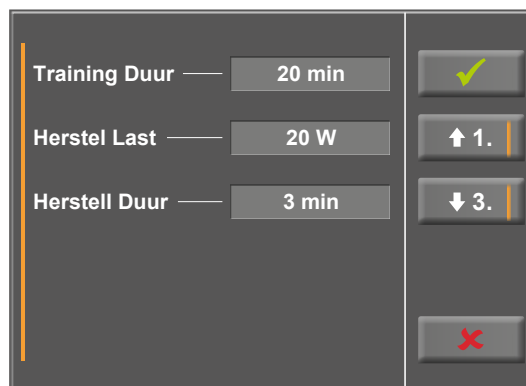 Training Duur 20 min
Herstel Last 20 W
Herstell Duur 3 min
1.
3.